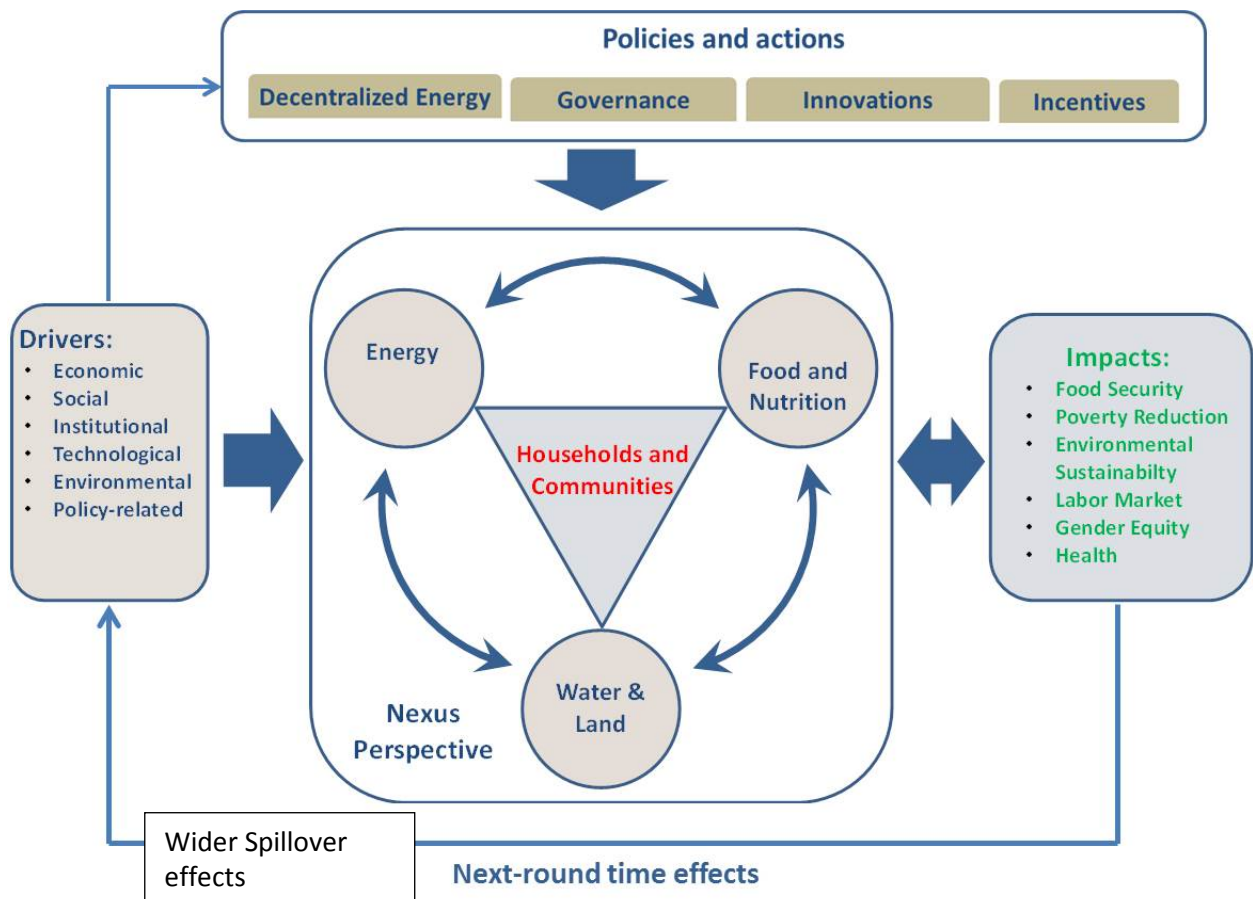 Policies and actions
Decentralized Energy
Governance
Innovations
Incentives
Drivers:
Economic
Social
Institutional
Technological
Environmental
Policy-related
Energy
Food and
Nutrition
Households and
Communities
Water &
Land
Nexus
Perspective
Impacts:
Food Security
Poverty Reduction
Environmental
Sustainabilty
Labor Market
Gender Equity
Health
Wider Spillover
effects
Next-round time effects